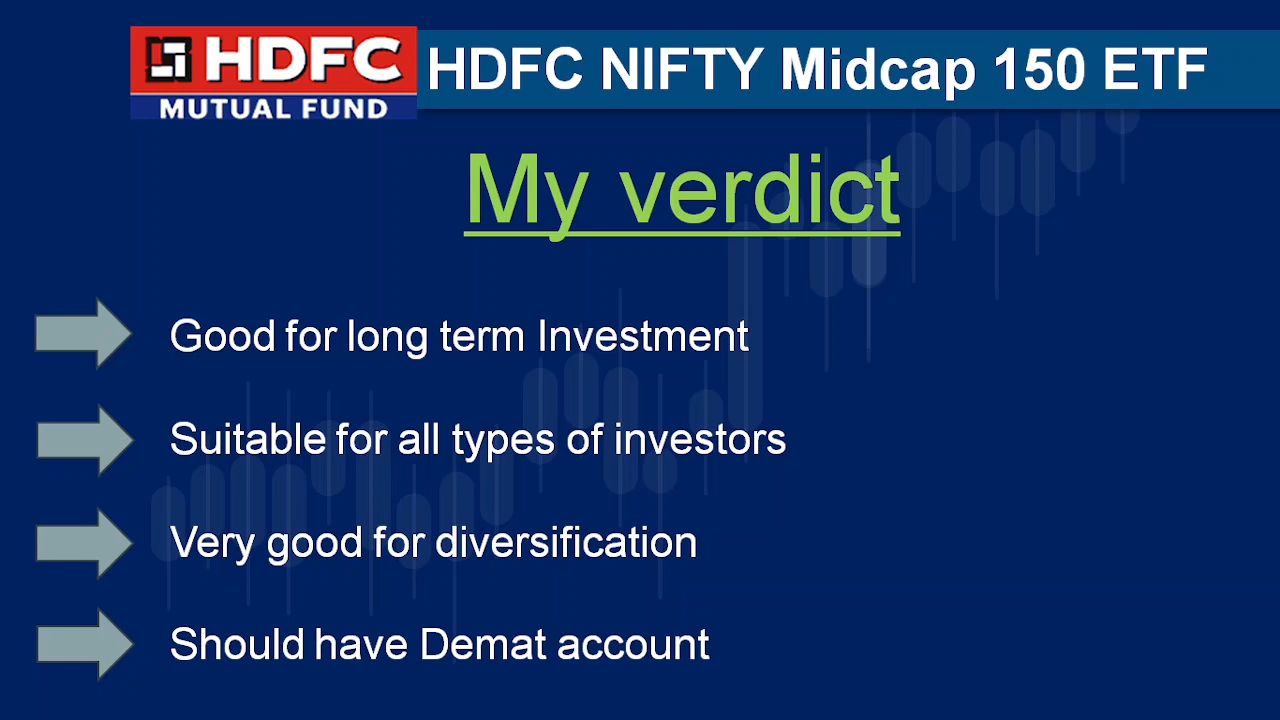 HDFC
MUTUAL FUND
HDFC NIFTY Midcap 150 ETF
My verdict
Good for long term Investment
Suitable for all types of investors
Very good for diversification
Should have Demat account